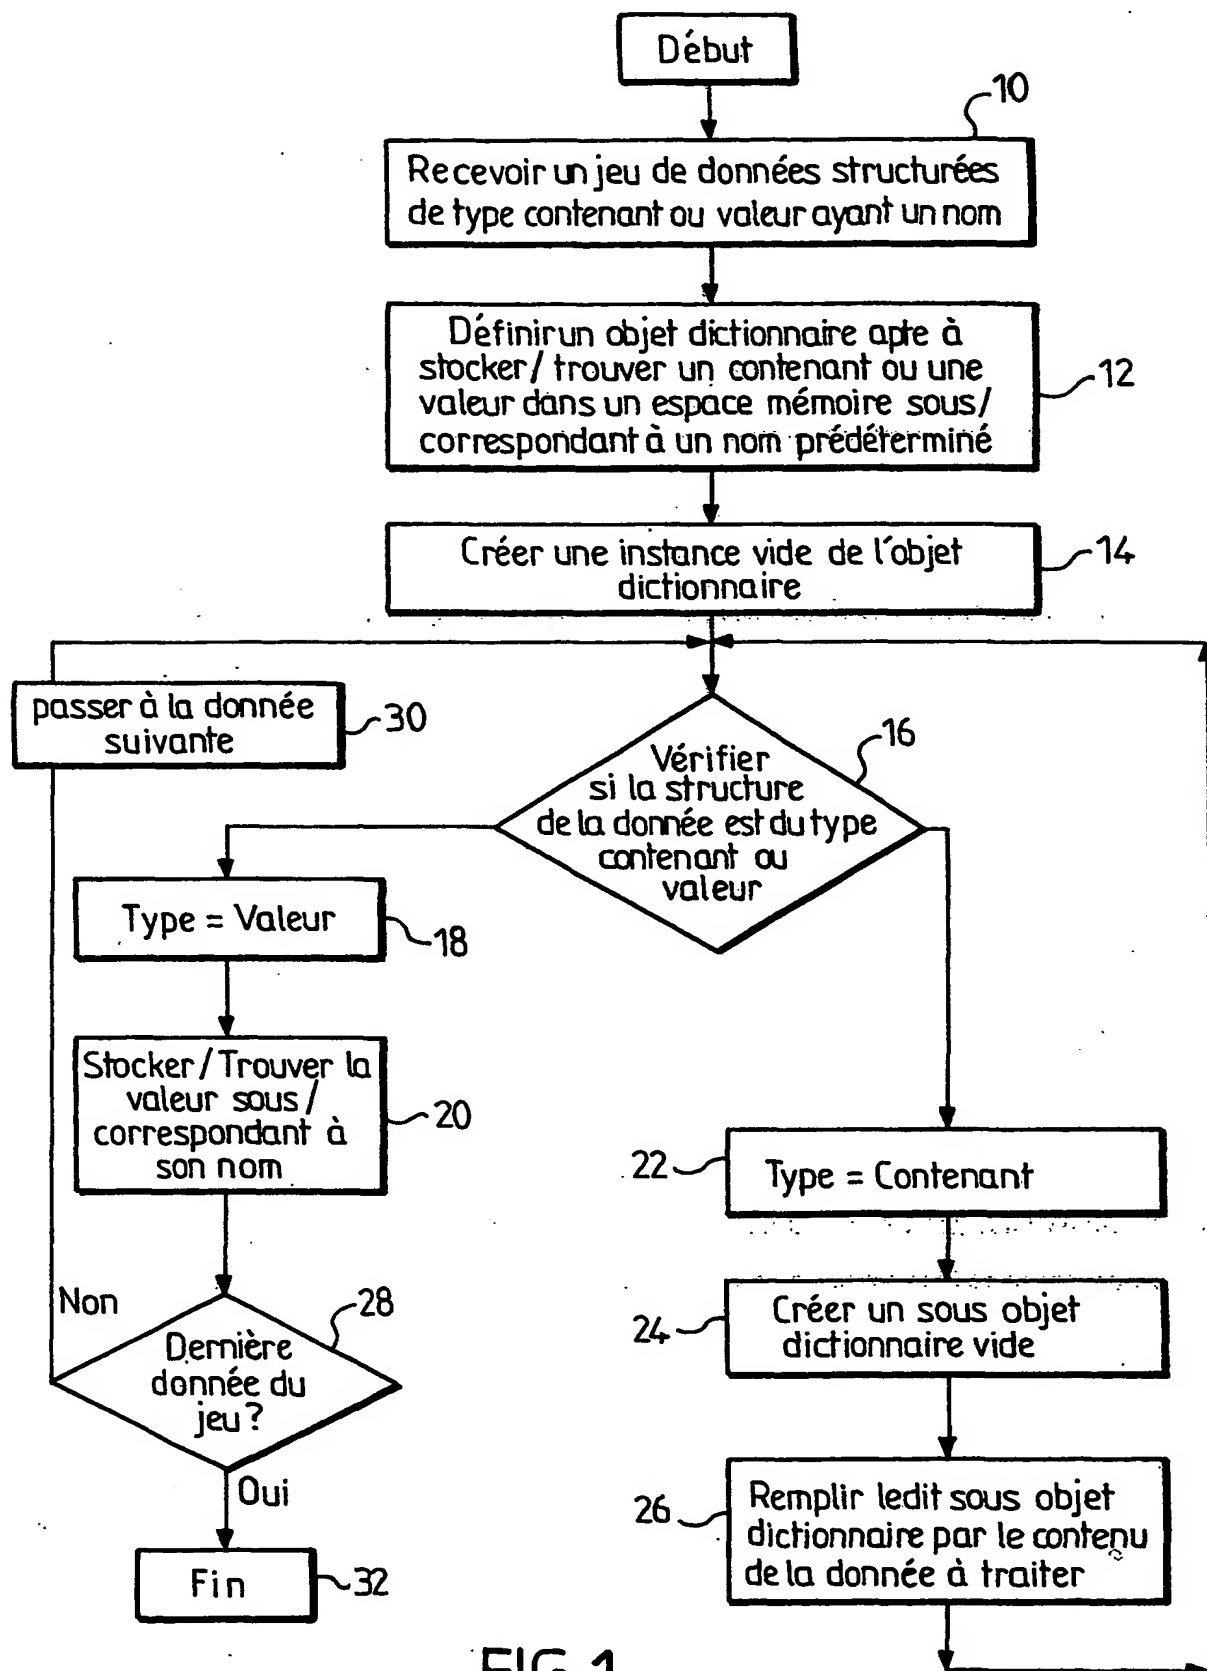 Début
10
Recevoir un jeu de données structurées
de type contenant ou valeur ayant un nom
Définir un objet dictionnaire apte à
stocker/ trouver un contenant ou une
valeur dans un espace mémoire sous/
correspondant à un nom prédéterminé
12
Créer une instance vide de l'objet
dictionnaire
14
passer à la donnée
suivante
30
Vérifier
si la structure
de la donnée est du type
contenant ou
valeur
16
Type = Valeur
18
Stocker/Trouver la
valeur sous/
correspondant à
son nom
20
22
Type = Contenant
Non
28
Dernière
donnée du
jeu?
24
Créer un sous objet
dictionnaire vide
Oui
26
Remplir ledit sous objet
dictionnaire par le contenu
de la donnée à traiter
Fin
32
FIG. 1